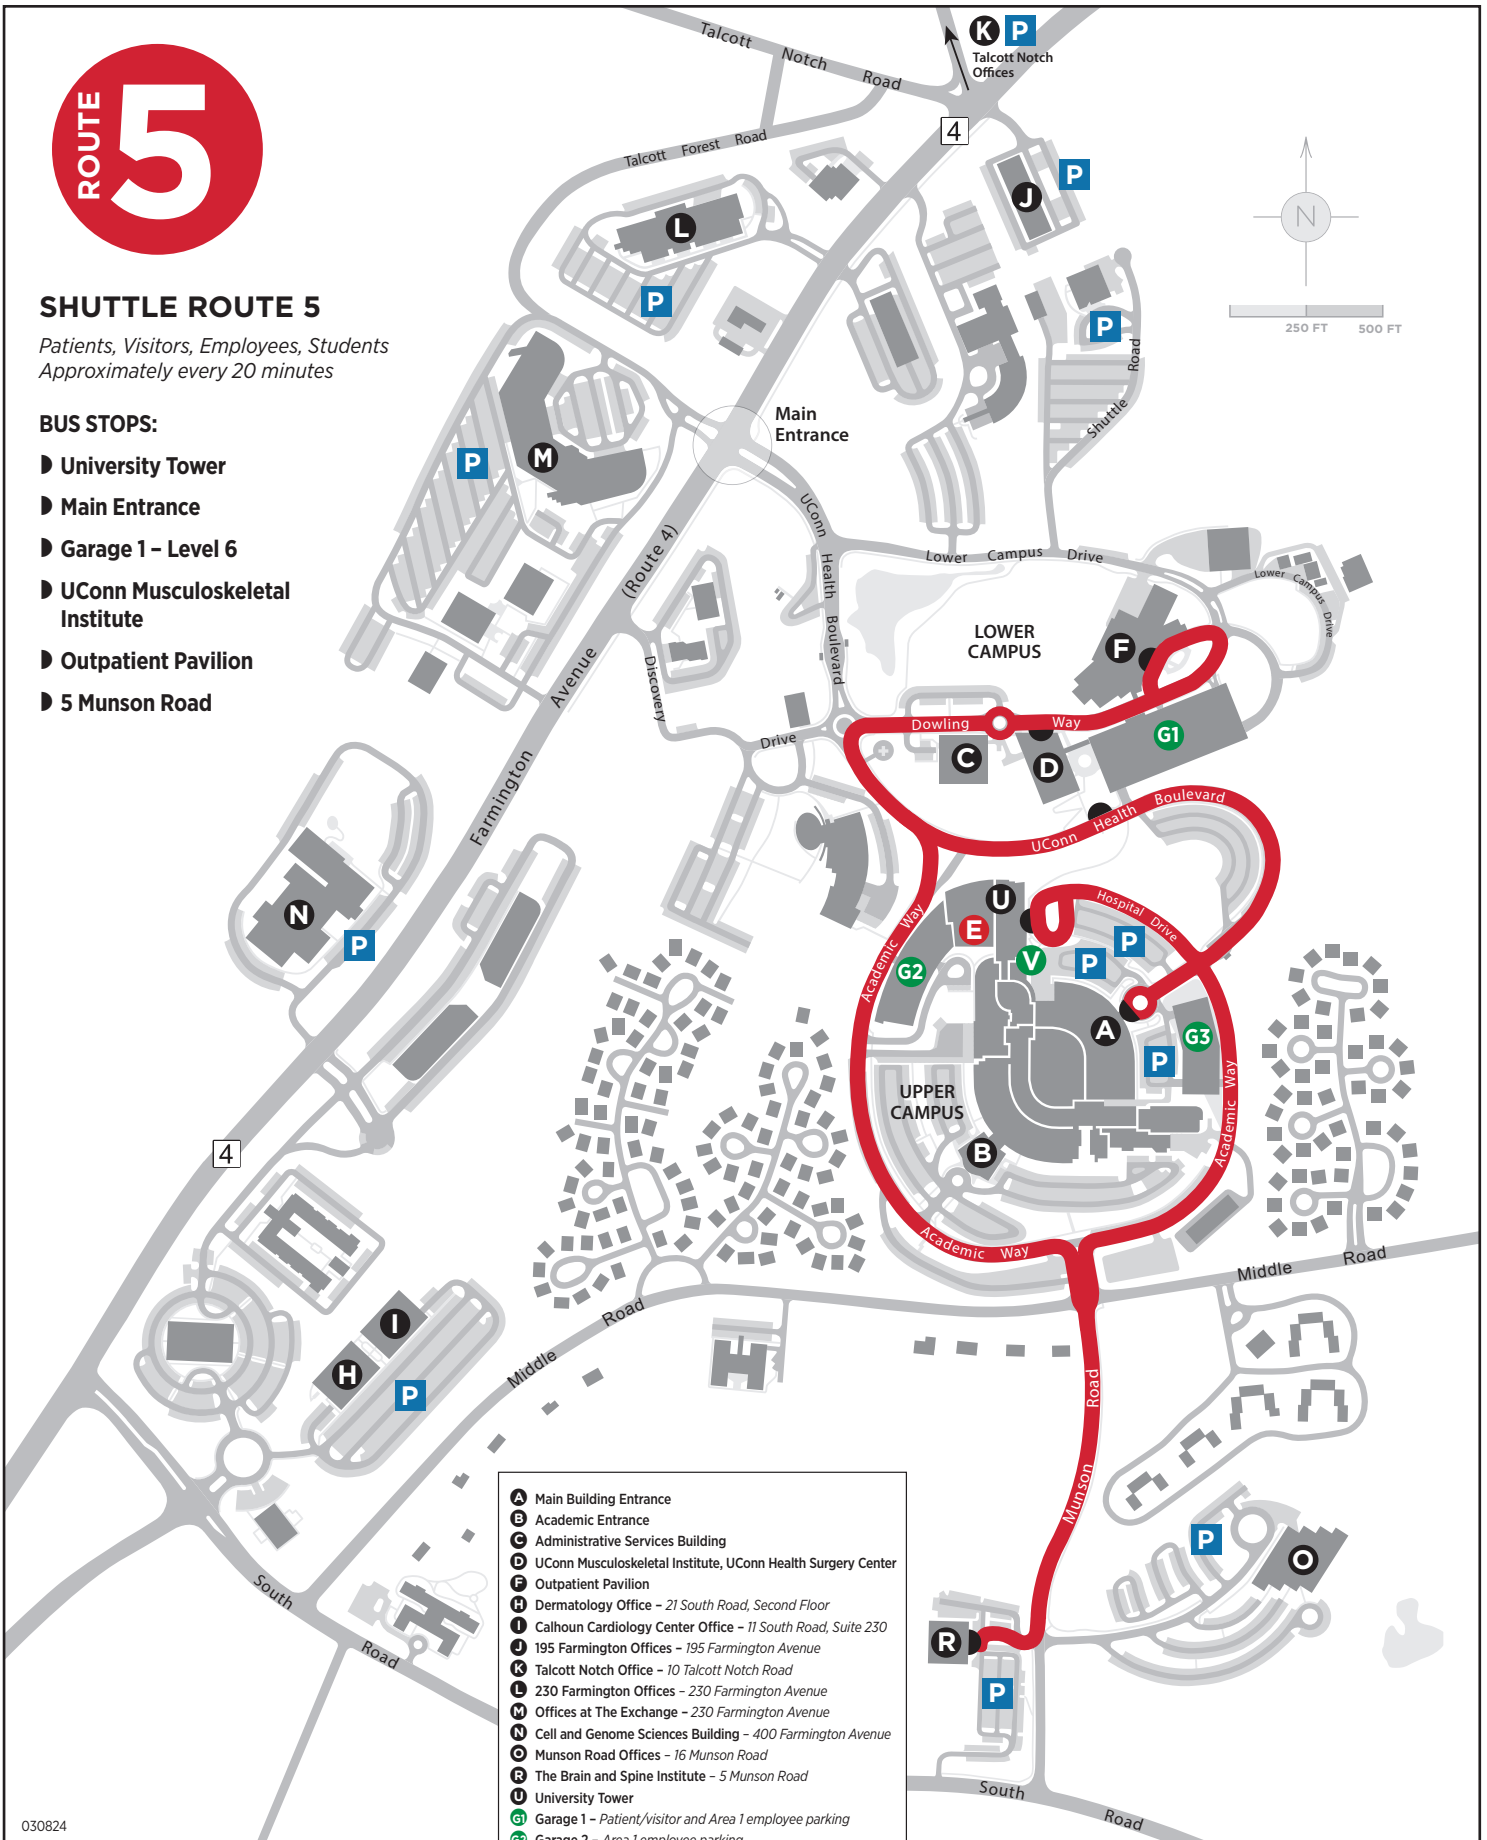 ROUTE 5
SHUTTLE ROUTE 5
Patients, Visitors, Employees, Students
Approximately every 20 minutes
BUS STOPS:
University Tower
Main Entrance
Garage 1 – Level 6
UConn Musculoskeletal
Institute
Outpatient Pavilion
5 Munson Road
Talcott Notch Road
K P
Talcott Notch
Offices
4
Talcott Forest Road
J
P
L
P
P
N
250 FT 500 FT
Shuttle Road
Main
Entrance
M
P
UConn Health Boulevard
Lower Campus Drive
Lower Campus Drive
Farmington Avenue (Route 4)
Discovery Drive
LOWER
CAMPUS
F
Dowling Way
G1
C
D
UConn Health Boulevard
N
P
Academic Way
U
E
G2
V
Hospital Drive
P
P
A
G3
P
UPPER
CAMPUS
B
Academic Way
Academic Way
4
Middle Road
Middle Road
I
H
P
Munson Road
P
O
R
P
South Road
South Road
A Main Building Entrance
B Academic Entrance
C Administrative Services Building
D UConn Musculoskeletal Institute, UConn Health Surgery Center
F Outpatient Pavilion
H Dermatology Office – 21 South Road, Second Floor
I Calhoun Cardiology Center Office – 11 South Road, Suite 230
J 195 Farmington Offices – 195 Farmington Avenue
K Talcott Notch Office – 10 Talcott Notch Road
L 230 Farmington Offices – 230 Farmington Avenue
M Offices at The Exchange – 230 Farmington Avenue
N Cell and Genome Sciences Building – 400 Farmington Avenue
O Munson Road Offices – 16 Munson Road
R The Brain and Spine Institute – 5 Munson Road
U University Tower
G1 Garage 1 – Patient/visitor and Area 1 employee parking
G2 Garage 2 – Area 1 employee parking
030824